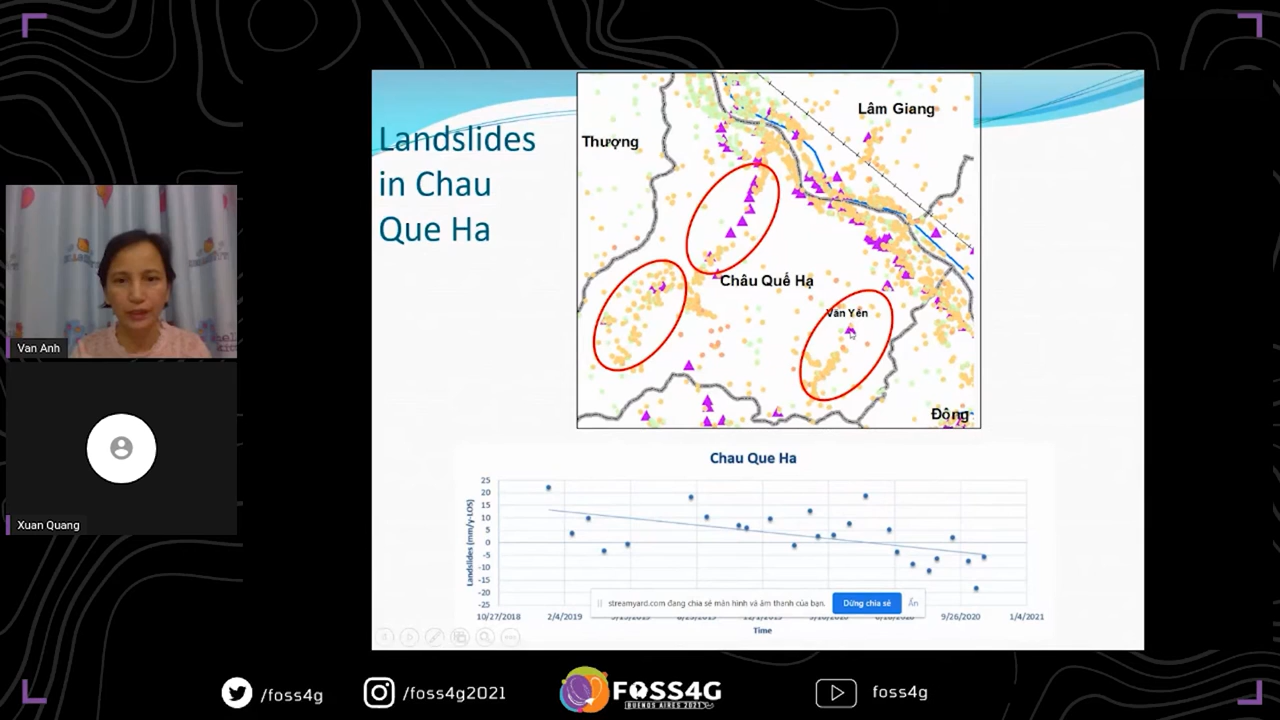 Landslides
in Chau
Que Ha
Thượng
Lâm Giang
Châu Quế Hạ
Văn Yên
Đông
Van Anh
Xuan Quang
Chau Que Ha
Landslides (mm/y-LOS)
25
20
15
10
5
0
-5
-10
-15
-20
-25
10/27/2018
2/4/2019
9/26/2020
1/4/2021
Time
streamyard.com đang chia sẻ màn hình và âm thanh của bạn.
Dừng chia sẻ
Ẩn
/foss4g
/foss4g2021
FOSS4G
BUENOS AIRES 2021
foss4g